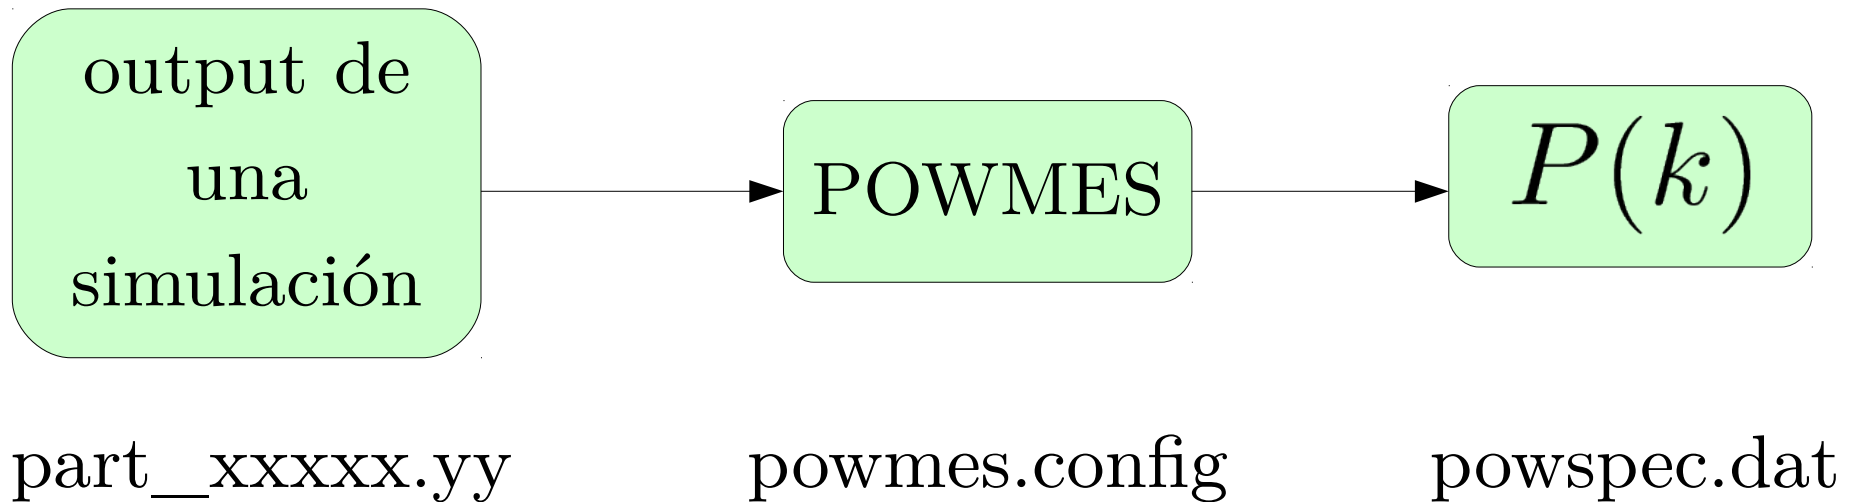 output de
una
simulación
POWMES
P(k)
part_xxxxx.yy
powmes.config
powspec.dat